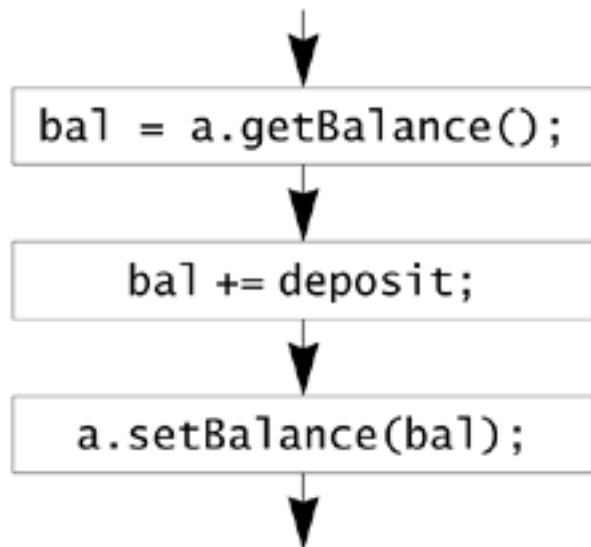 bal = a.getBalance();
bal += deposit;
a.setBalance(bal);